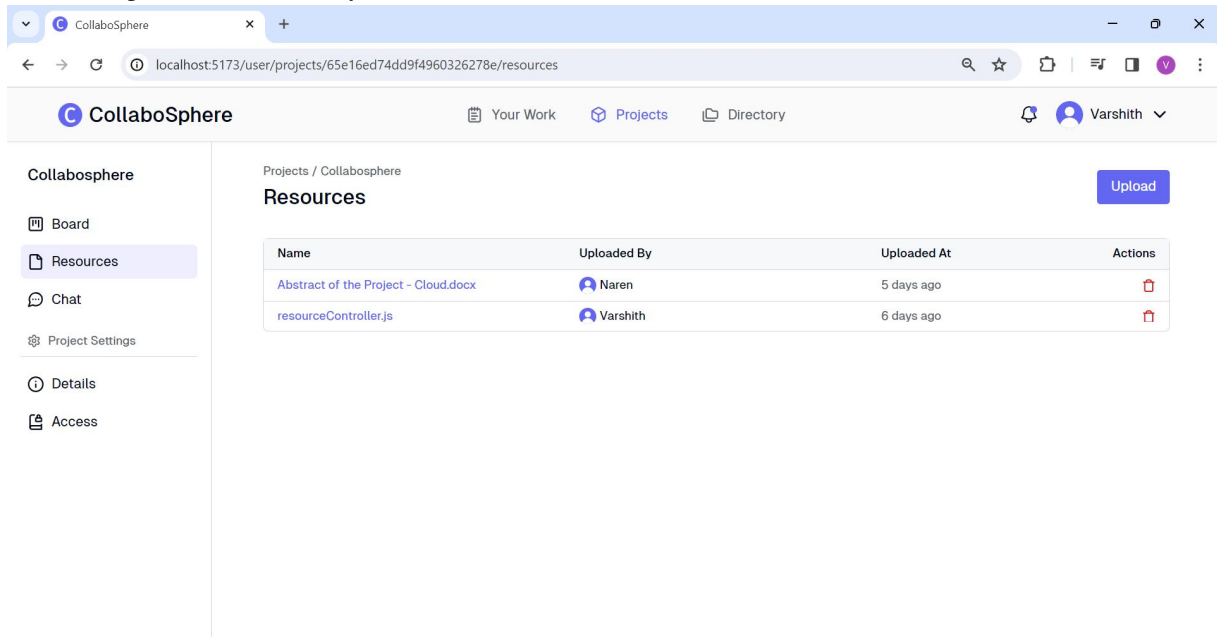 CollaboSphere
localhost:5173/user/projects/65e16ed74dd9f4960326278e/resources
V
C CollaboSphere
Your Work Projects Directory
Varshith
Collabosphere
Board
Resources
Chat
Project Settings
Details
Access
Projects / Collabosphere
Resources
Upload
Name Uploaded By Uploaded At Actions
Abstract of the Project - Cloud.docx Naren 5 days ago
resourceController.js Varshith 6 days ago